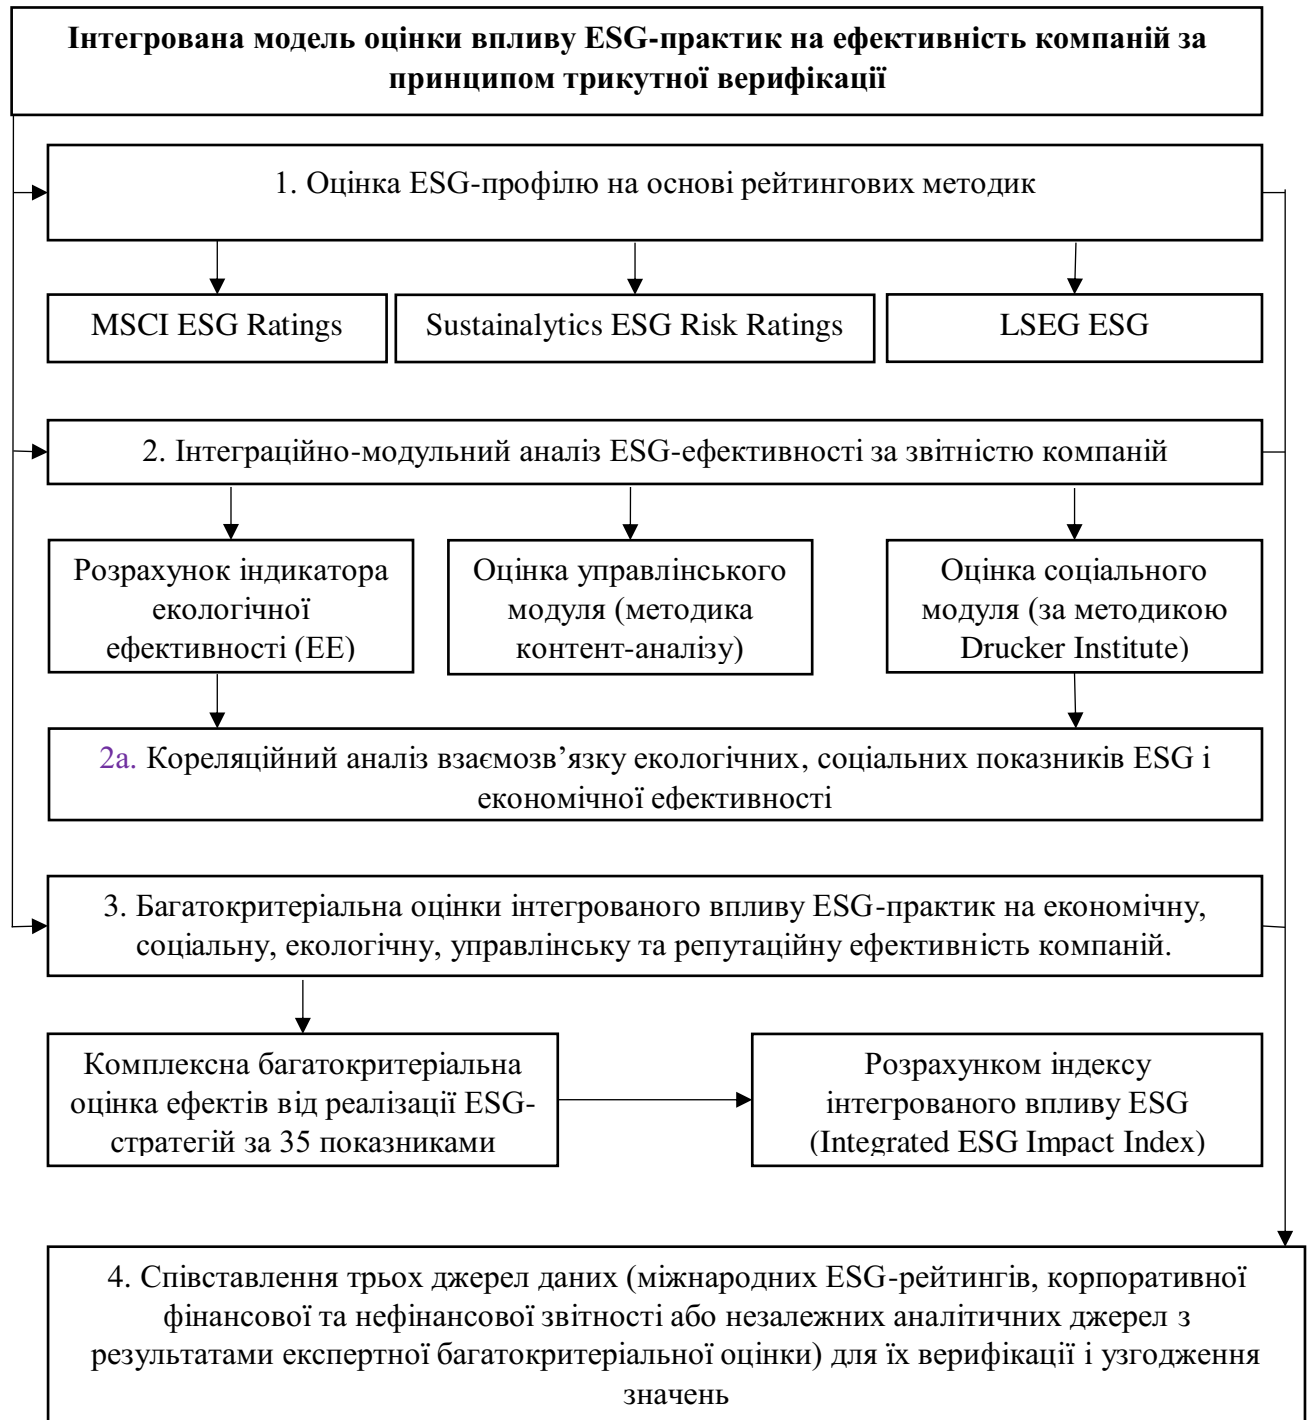 Інтегрована модель оцінки впливу ESG-практик на ефективність компаній за
принципом трикутної верифікації
1. Оцінка ESG-профілю на основі рейтингових методик
MSCI ESG Ratings
Sustainalytics ESG Risk Ratings
LSEG ESG
2. Інтеграційно-модульний аналіз ESG-ефективності за звітністю компаній
Розрахунок індикатора
екологічної
ефективності (ЕЕ)
Оцінка управлінського
модуля (методика
контент-аналізу)
Оцінка соціального
модуля (за методикою
Drucker Institute)
2а. Кореляційний аналіз взаємозв’язку екологічних, соціальних показників ESG і
економічної ефективності
3. Багатокритеріальна оцінки інтегрованого впливу ESG-практик на економічну,
соціальну, екологічну, управлінську та репутаційну ефективність компаній.
Комплексна багатокритеріальна
оцінка ефектів від реалізації ESG-
стратегій за 35 показниками
Розрахунком індексу
інтегрованого впливу ESG
(Integrated ESG Impact Index)
4. Співставлення трьох джерел даних (міжнародних ESG-рейтингів, корпоративної
фінансової та нефінансової звітності або незалежних аналітичних джерел з
результатами експертної багатокритеріальної оцінки) для їх верифікації і узгодження
значень